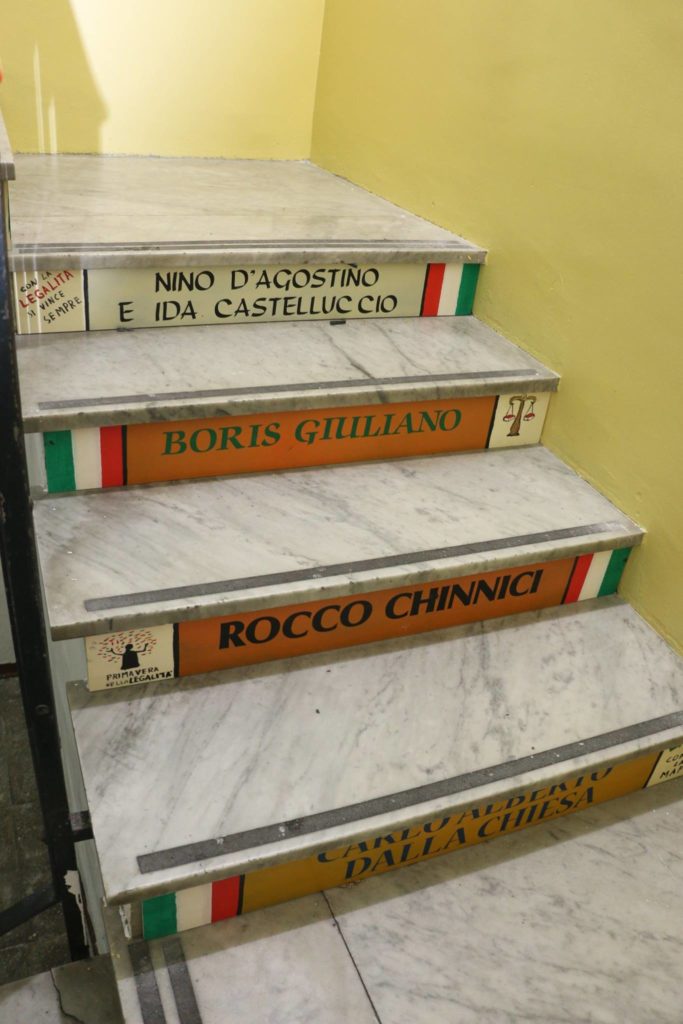 CON LA
LEGALITÀ
SI VINCE
SEMPRE
NINO D'AGOSTINO
E IDA CASTELLUCCIO
BORIS GIULIANO
ROCCO CHINNICI
PRIMAVERA
DELLA LEGALITÀ
CARLO ALBERTO
DALLA CHIESA